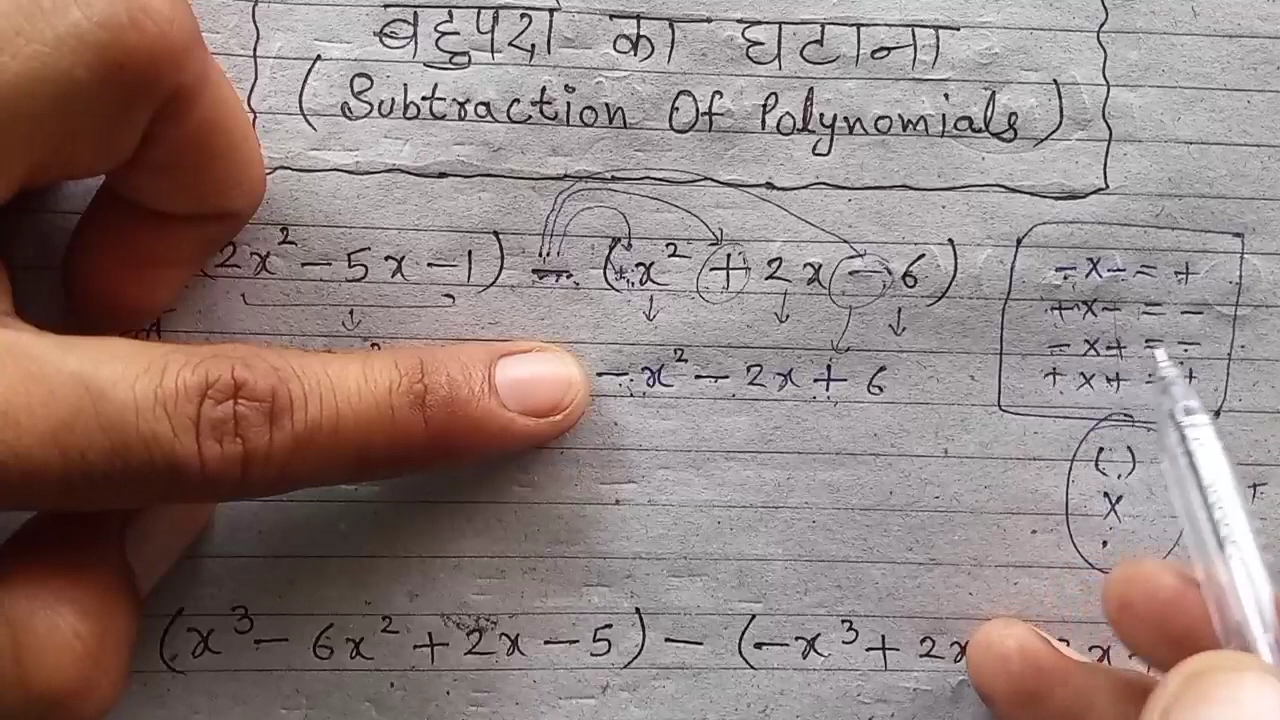 बहुपदों का घटाना
(Subtraction Of Polynomials)
(2x² - 5x - 1) - (+x² + 2x - 6)
- x² - 2x + 6
- x - = +
+ x - = -
- x + = -
+ x + = +
( . )
x
.
+
(x³ - 6x² + 2x - 5) - (-x³ + 2x